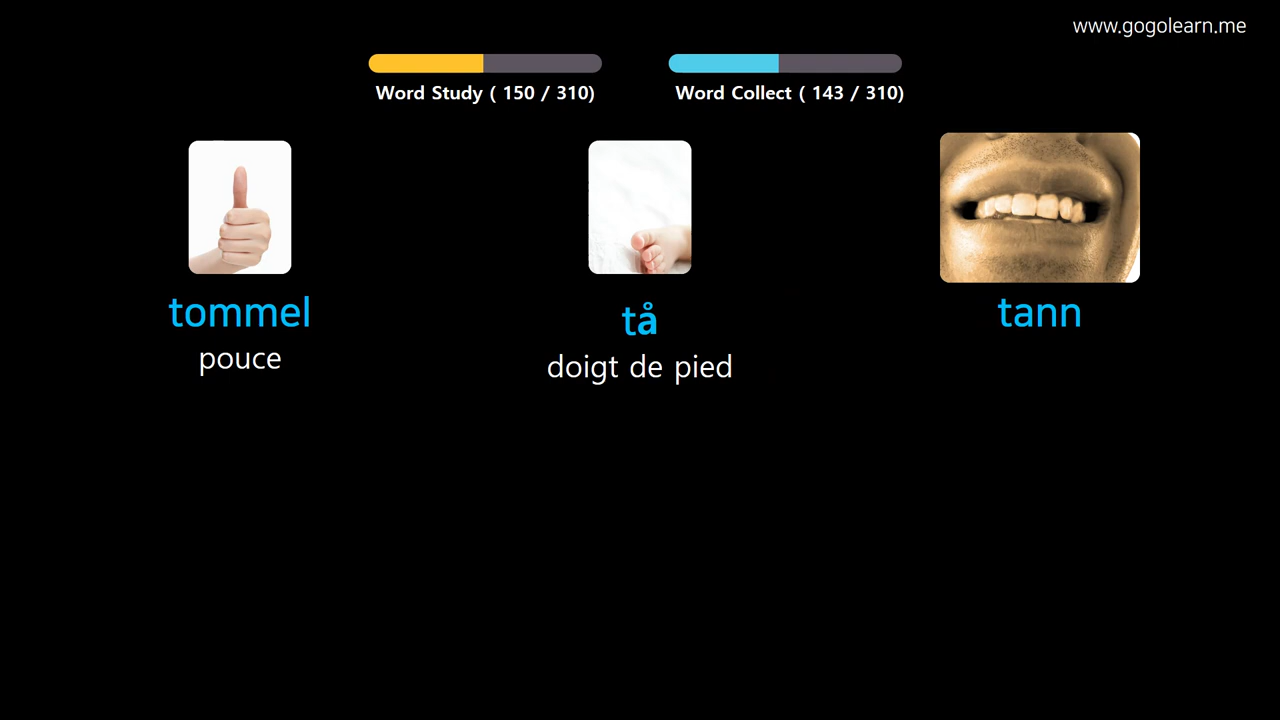 www.gogolearn.me
Word Study ( 150 / 310)
Word Collect ( 143 / 310)
tommel
pouce
tå
doigt de pied
tann